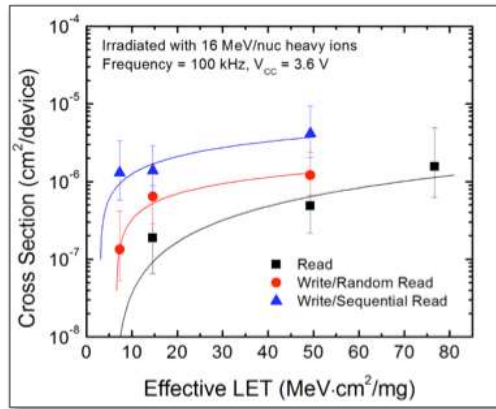 10⁻⁴
Irradiated with 16 MeV/nuc heavy ions
Frequency = 100 kHz, V_CC = 3.6 V
10⁻⁵
10⁻⁶
10⁻⁷
10⁻⁸
Cross Section (cm²/device)
Read
Write/Random Read
Write/Sequential Read
0 10 20 30 40 50 60 70 80
Effective LET (MeV·cm²/mg)